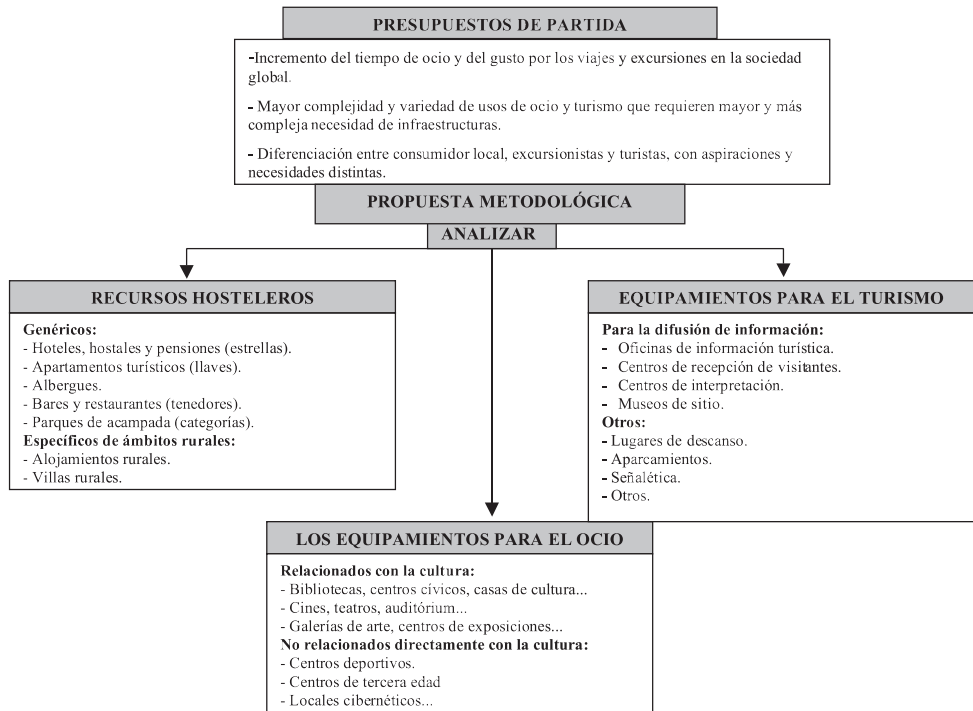 PRESUPUESTOS DE PARTIDA
-Incremento del tiempo de ocio y del gusto por los viajes y excursiones en la sociedad
global.
- Mayor complejidad y variedad de usos de ocio y turismo que requieren mayor y más
compleja necesidad de infraestructuras.
- Diferenciación entre consumidor local, excursionistas y turistas, con aspiraciones y
necesidades distintas.
PROPUESTA METODOLÓGICA
ANALIZAR
RECURSOS HOSTELEROS
Genéricos:
- Hoteles, hostales y pensiones (estrellas).
- Apartamentos turísticos (llaves).
- Albergues.
- Bares y restaurantes (tenedores).
- Parques de acampada (categorías).
Específicos de ámbitos rurales:
- Alojamientos rurales.
- Villas rurales.
EQUIPAMIENTOS PARA EL TURISMO
Para la difusión de información:
- Oficinas de información turística.
- Centros de recepción de visitantes.
- Centros de interpretación.
- Museos de sitio.
Otros:
- Lugares de descanso.
- Aparcamientos.
- Señalética.
- Otros.
LOS EQUIPAMIENTOS PARA EL OCIO
Relacionados con la cultura:
- Bibliotecas, centros cívicos, casas de cultura...
- Cines, teatros, auditórium...
- Galerías de arte, centros de exposiciones...
No relacionados directamente con la cultura:
- Centros deportivos.
- Centros de tercera edad
- Locales cibernéticos...